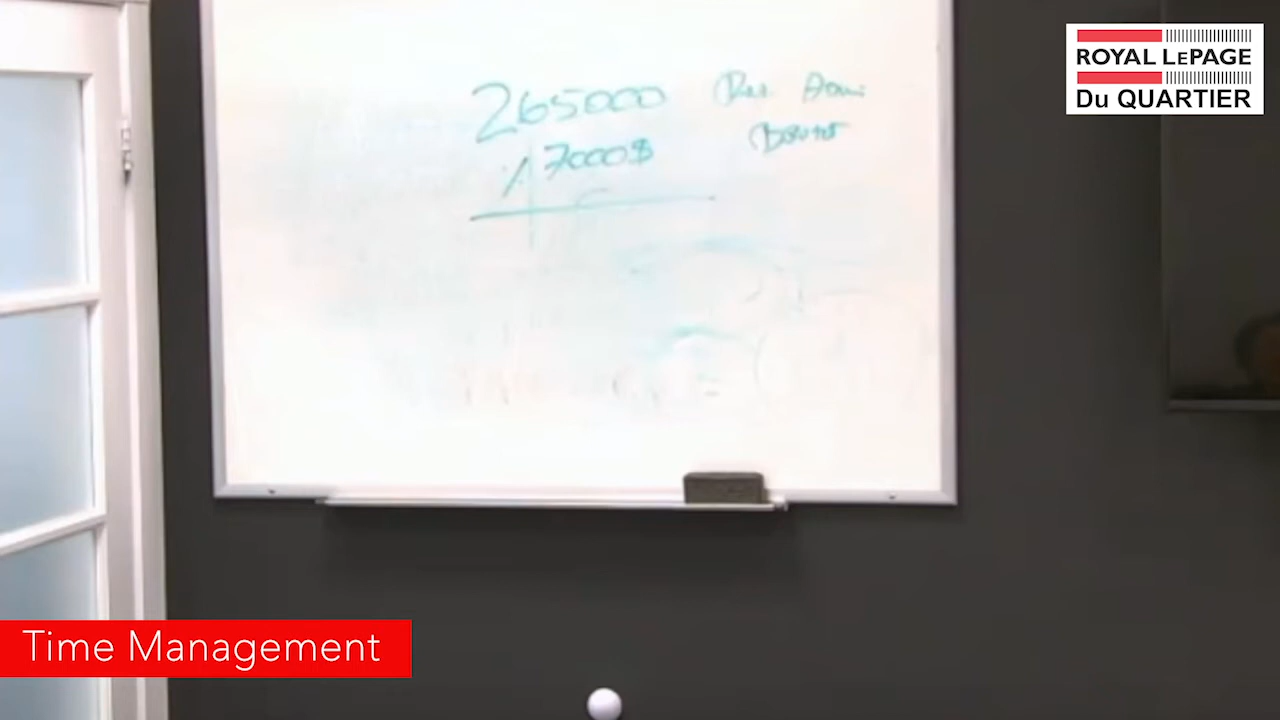 ROYAL LEPAGE
Du QUARTIER
265000
7000$
Time Management